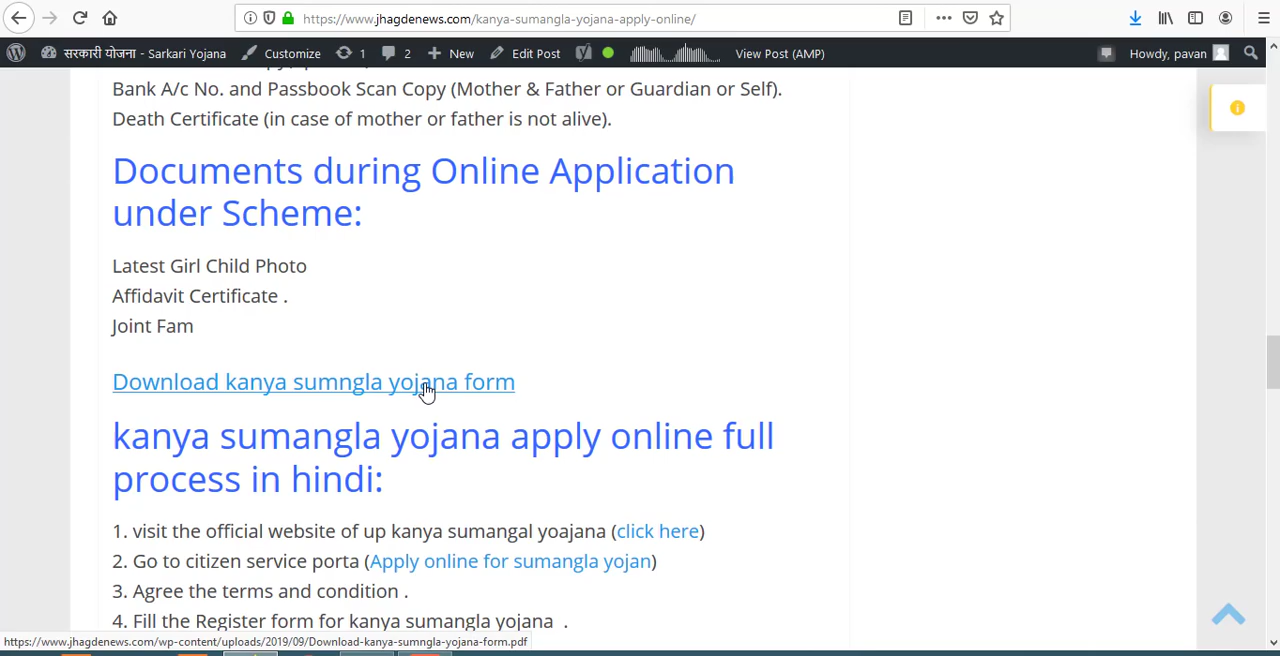 https://www.jhagdenews.com/kanya-sumangla-yojana-apply-online/
सरकारी योजना - Sarkari Yojana Customize 1 2 New Edit Post View Post (AMP) Howdy, pavan
Bank A/c No. and Passbook Scan Copy (Mother & Father or Guardian or Self).
Death Certificate (in case of mother or father is not alive).
Documents during Online Application
under Scheme:
Latest Girl Child Photo
Affidavit Certificate .
Joint Fam
Download kanya sumngla yojana form
kanya sumangla yojana apply online full
process in hindi:
1. visit the official website of up kanya sumangal yoajana (click here)
2. Go to citizen service porta (Apply online for sumangla yojan)
3. Agree the terms and condition .
4. Fill the Register form for kanya sumangla yojana .
https://www.jhagdenews.com/wp-content/uploads/2019/09/Download-kanya-sumngla-yojana-form.pdf